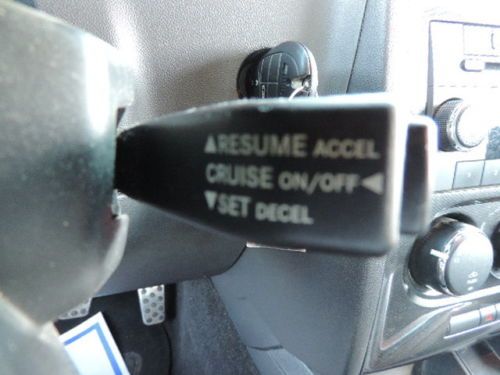 ▲RESUME ACCEL
CRUISE ON/OFF◄
▼SET DECEL